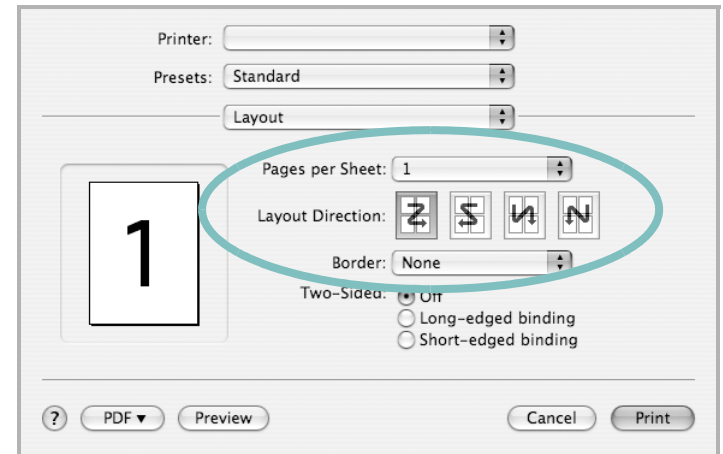 Printer:
Presets: Standard
Layout
Pages per Sheet: 1
Layout Direction:
Border: None
1
Two-Sided: Off
Long-edged binding
Short-edged binding
? PDF ▼ Preview Cancel Print